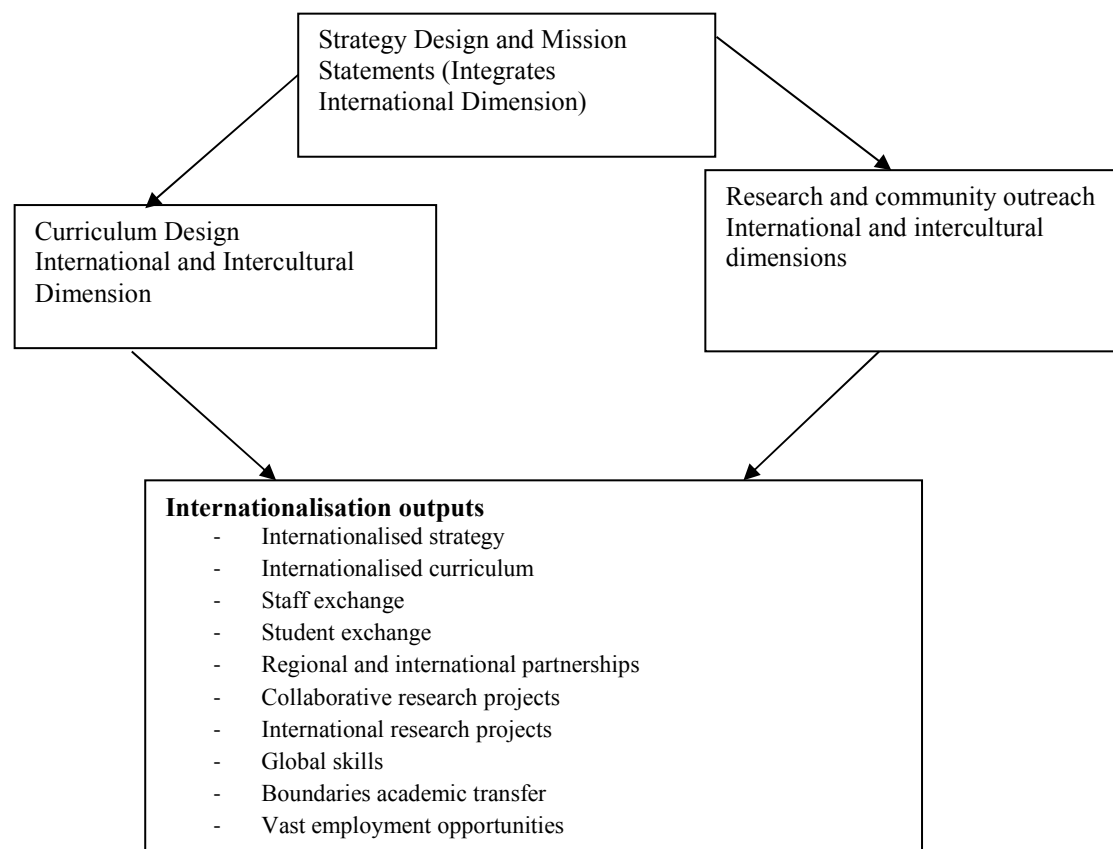 Strategy Design and Mission
Statements (Integrates
International Dimension)
Curriculum Design
International and Intercultural
Dimension
Research and community outreach
International and intercultural
dimensions
Internationalisation outputs
- Internationalised strategy
- Internationalised curriculum
- Staff exchange
- Student exchange
- Regional and international partnerships
- Collaborative research projects
- International research projects
- Global skills
- Boundaries academic transfer
- Vast employment opportunities